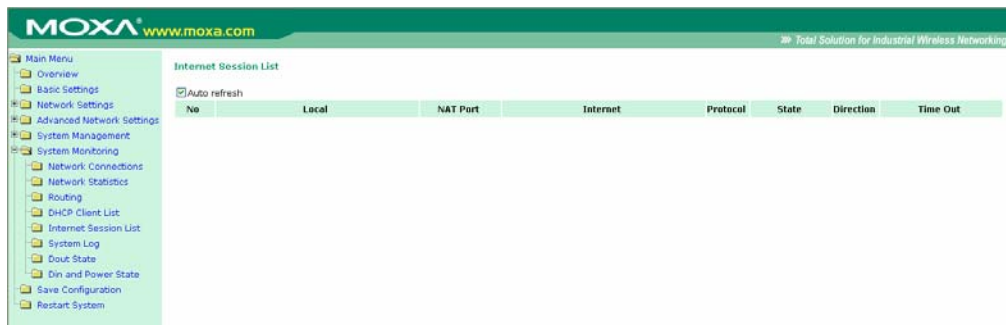 MOXA® www.moxa.com
Total Solution for Industrial Wireless Networking
Main Menu
Overview
Basic Settings
Network Settings
Advanced Network Settings
System Management
System Monitoring
Network Connections
Network Statistics
Routing
DHCP Client List
Internet Session List
System Log
Dout State
Din and Power State
Save Configuration
Restart System
Internet Session List
Auto refresh
No Local NAT Port Internet Protocol State Direction Time Out